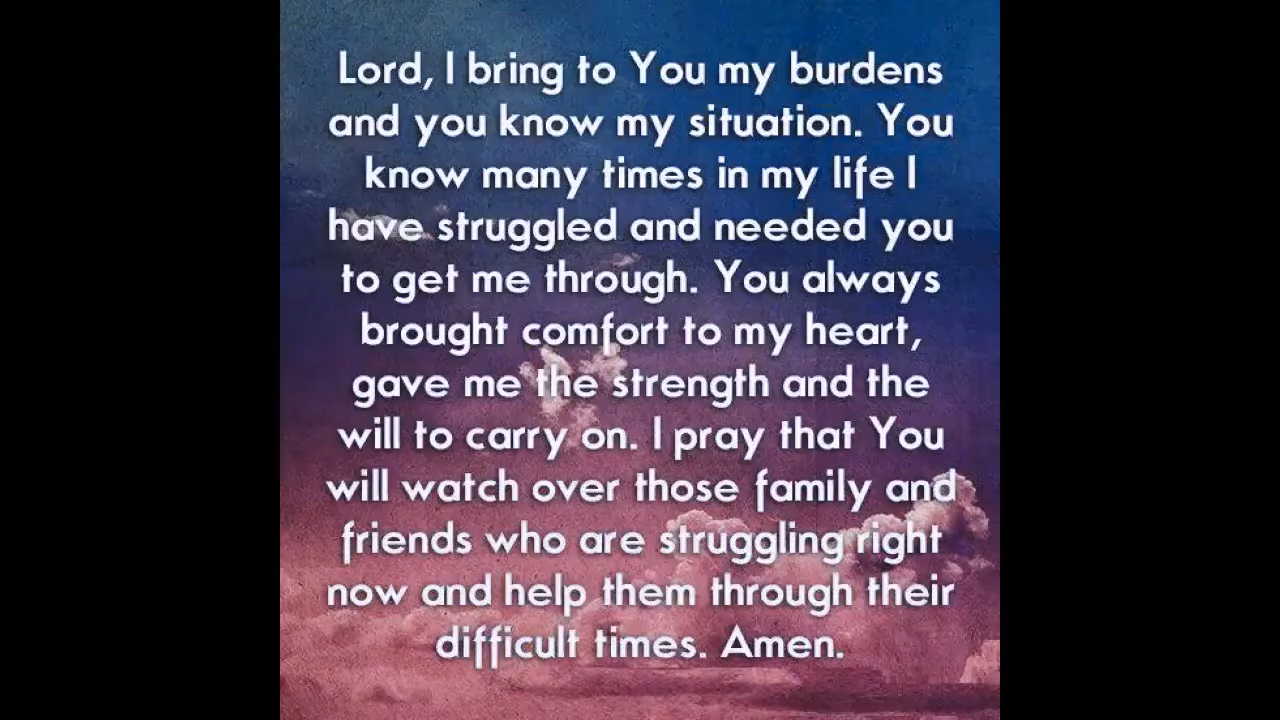 Lord, I bring to You my burdens
and you know my situation. You
know many times in my life I
have struggled and needed you
to get me through. You always
brought comfort to my heart,
gave me the strength and the
will to carry on. I pray that You
will watch over those family and
friends who are struggling right
now and help them through their
difficult times. Amen.